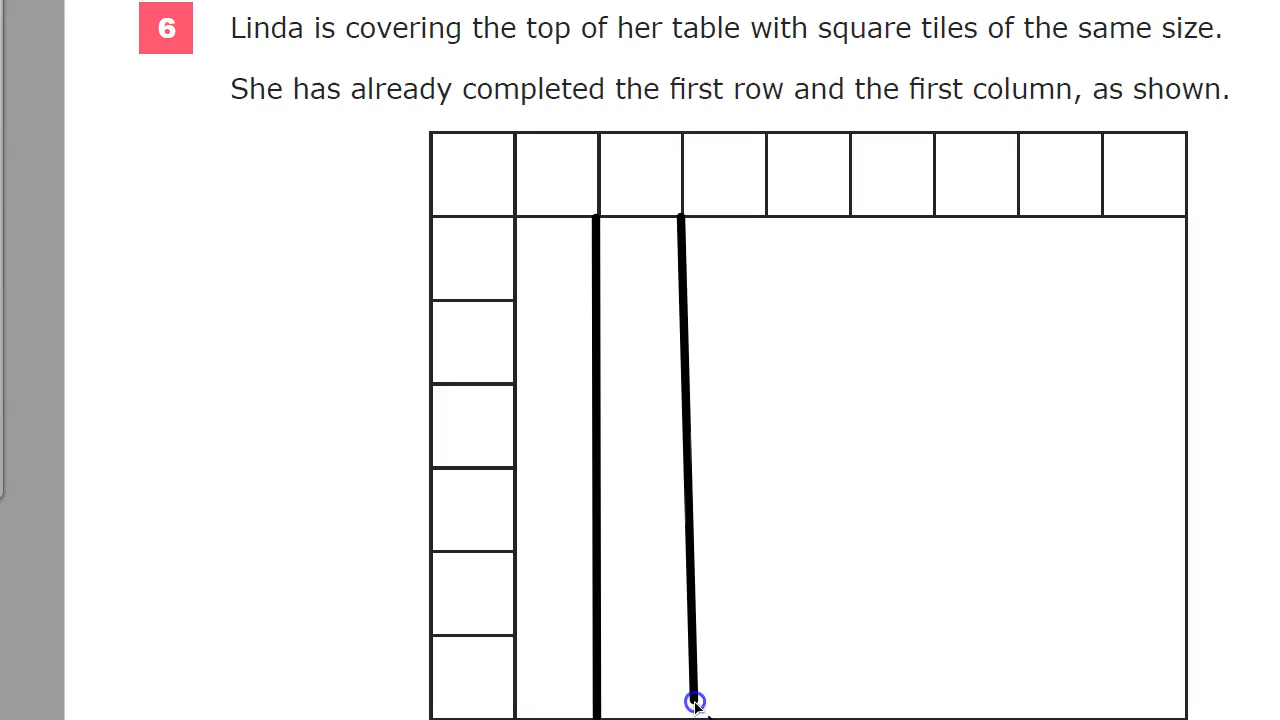 6
Linda is covering the top of her table with square tiles of the same size.
She has already completed the first row and the first column, as shown.